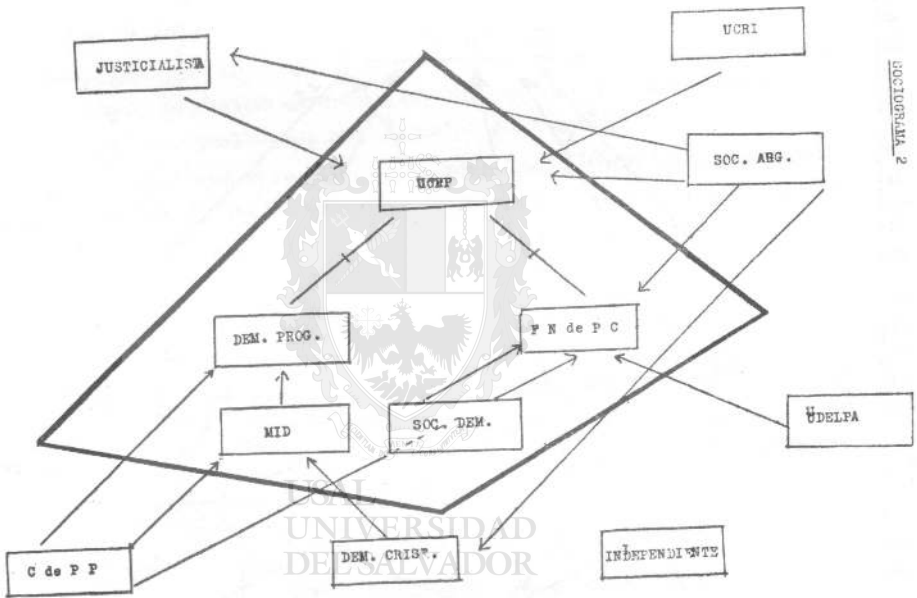 SOCIOGRAMA 2
UCRI
JUSTICIALISTA
SOC. ARG.
UCRP
DEM. PROG.
F N de P C
MID
SOC. DEM.
UDELPA
USAL
UNIVERSIDAD
DEL SALVADOR
C de P P
DEM. CRIST.
INDEPENDIENTE